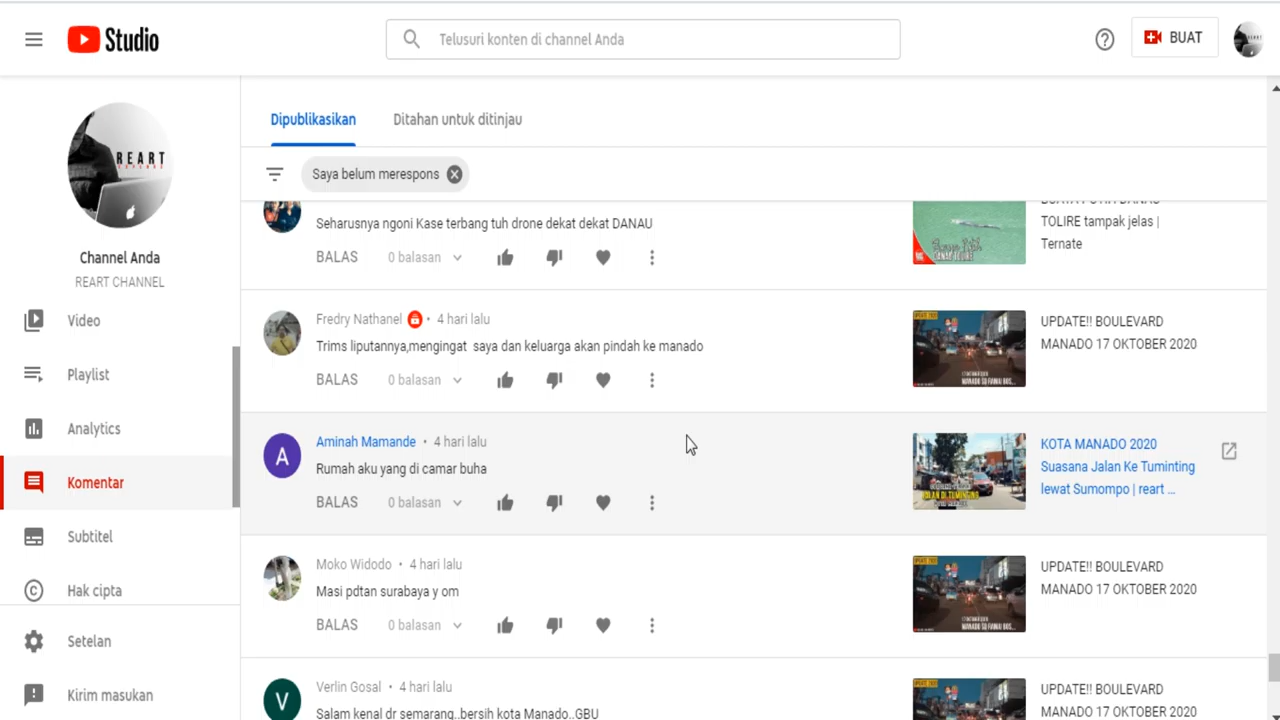 Studio
Telusuri konten di channel Anda
BUAT
REART
Channel Anda
REART CHANNEL
Video
Playlist
Analytics
Komentar
Subtitel
Hak cipta
Setelan
Kirim masukan
Dipublikasikan
Ditahan untuk ditinjau
Saya belum merespons
Seharusnya ngoni Kase terbang tuh drone dekat dekat DANAU
BALAS 0 balasan
TOLIRE tampak jelas |
Ternate
Fredry Nathanel • 4 hari lalu
Trims liputannya,mengingat saya dan keluarga akan pindah ke manado
BALAS 0 balasan
UPDATE!! BOULEVARD
MANADO 17 OKTOBER 2020
Aminah Mamande • 4 hari lalu
Rumah aku yang di camar buha
BALAS 0 balasan
JALAN DI TUMINTING
KOTA MANADO 2020
Suasana Jalan Ke Tuminting
lewat Sumompo | reart ...
Moko Widodo • 4 hari lalu
Masi pdtan surabaya y om
BALAS 0 balasan
UPDATE!! BOULEVARD
MANADO 17 OKTOBER 2020
Verlin Gosal • 4 hari lalu
Salam kenal dr semarang..bersih kota Manado..GBU
UPDATE!! BOULEVARD
MANADO 17 OKTOBER 2020